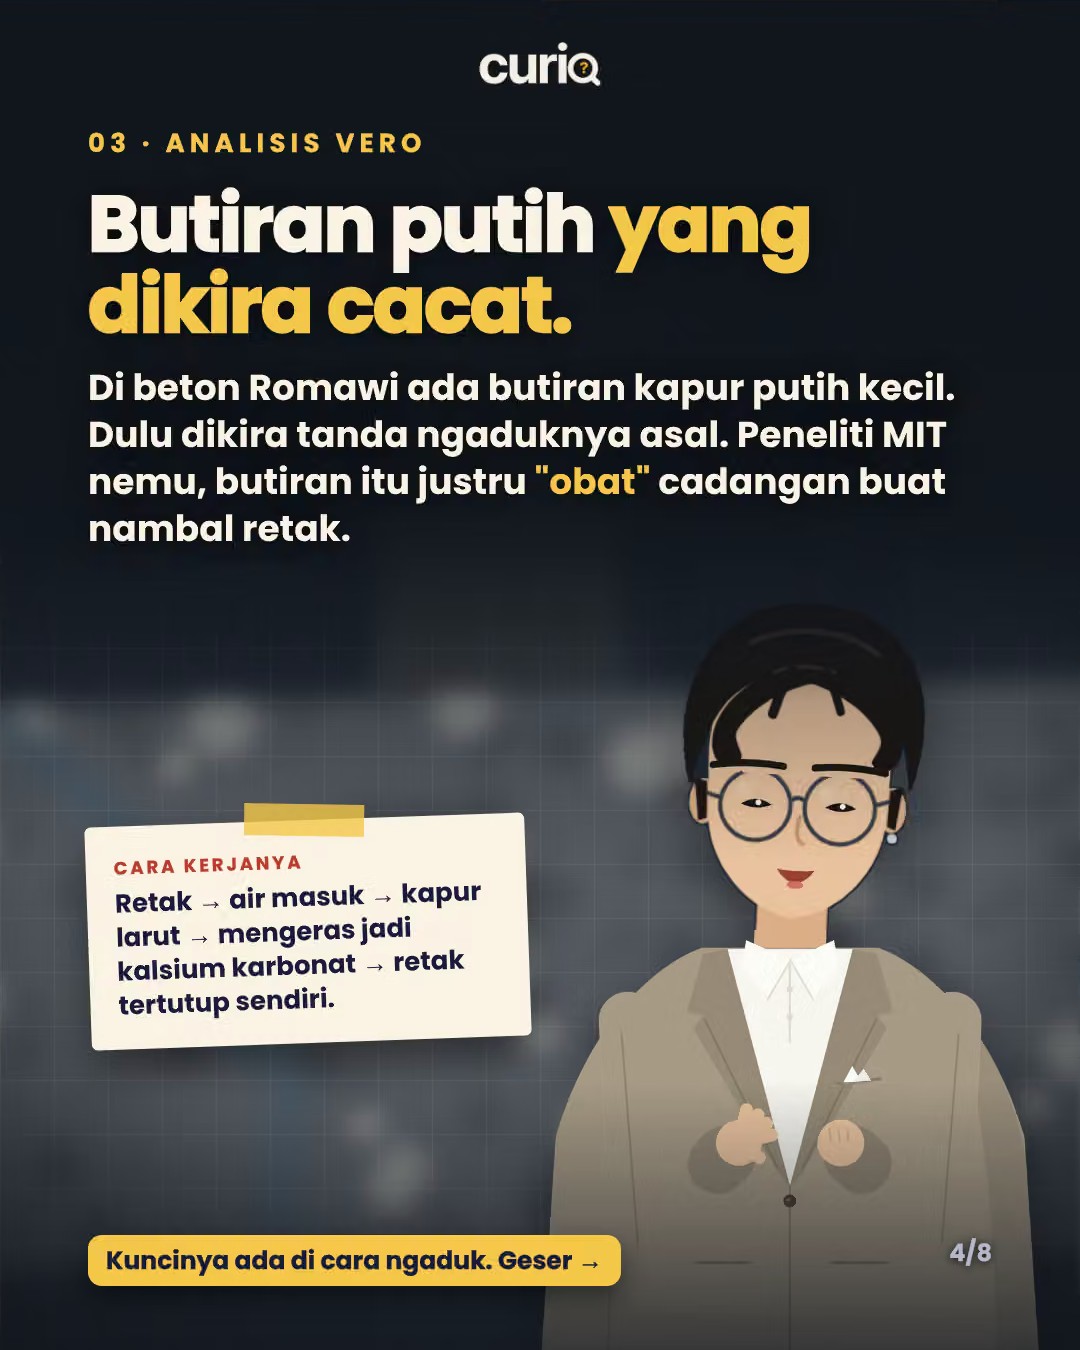 curiQ?
03 · ANALISIS VERO
Butiran putih yang
dikira cacat.
Di beton Romawi ada butiran kapur putih kecil.
Dulu dikira tanda ngaduknya asal. Peneliti MIT
nemu, butiran itu justru "obat" cadangan buat
nambal retak.
CARA KERJANYA
Retak → air masuk → kapur
larut → mengeras jadi
kalsium karbonat → retak
tertutup sendiri.
Kuncinya ada di cara ngaduk. Geser →
4/8